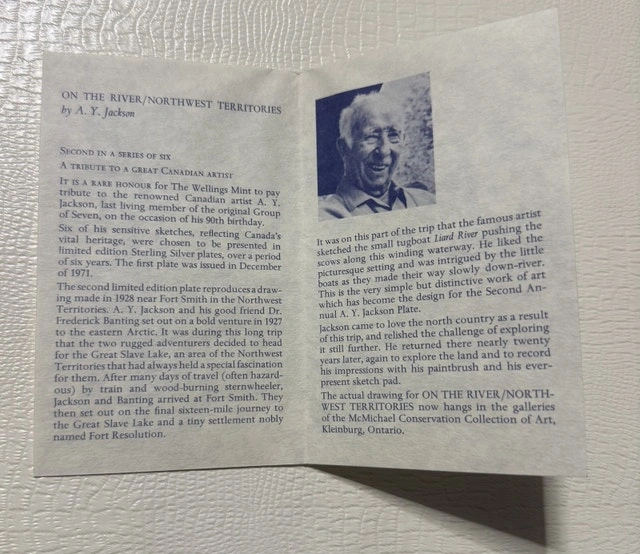 ON THE RIVER/NORTHWEST TERRITORIES
by A. Y. Jackson
SECOND IN A SERIES OF SIX
A TRIBUTE TO A GREAT CANADIAN ARTIST
IT IS A RARE HONOUR for The Wellings Mint to pay
tribute to the renowned Canadian artist A. Y.
Jackson, last living member of the original Group
of Seven, on the occasion of his 90th birthday.
Six of his sensitive sketches, reflecting Canada's
vital heritage, were chosen to be presented in
limited edition Sterling Silver plates, over a period
of six years. The first plate was issued in December
of 1971.
The second limited edition plate reproduces a draw-
ing made in 1928 near Fort Smith in the Northwest
Territories. A. Y. Jackson and his good friend Dr.
Frederick Banting set out on a bold venture in 1927
to the eastern Arctic. It was during this long trip
that the two rugged adventurers decided to head
for the Great Slave Lake, an area of the Northwest
Territories that had always held a special fascination
for them. After many days of travel (often hazard-
ous) by train and wood-burning sternwheeler,
Jackson and Banting arrived at Fort Smith. They
then set out on the final sixteen-mile journey to
the Great Slave Lake and a tiny settlement nobly
named Fort Resolution.
It was on this part of the trip that the famous artist
sketched the small tugboat Liard River pushing the
scows along this winding waterway. He liked the
picturesque setting and was intrigued by the little
boats as they made their way slowly down-river.
This is the very simple but distinctive work of art
which has become the design for the Second An-
nual A. Y. Jackson Plate.
Jackson came to love the north country as a result
of this trip, and relished the challenge of exploring
it still further. He returned there nearly twenty
years later, again to explore the land and to record
his impressions with his paintbrush and his ever-
present sketch pad.
The actual drawing for ON THE RIVER/NORTH-
WEST TERRITORIES now hangs in the galleries
of the McMichael Conservation Collection of Art,
Kleinburg, Ontario.